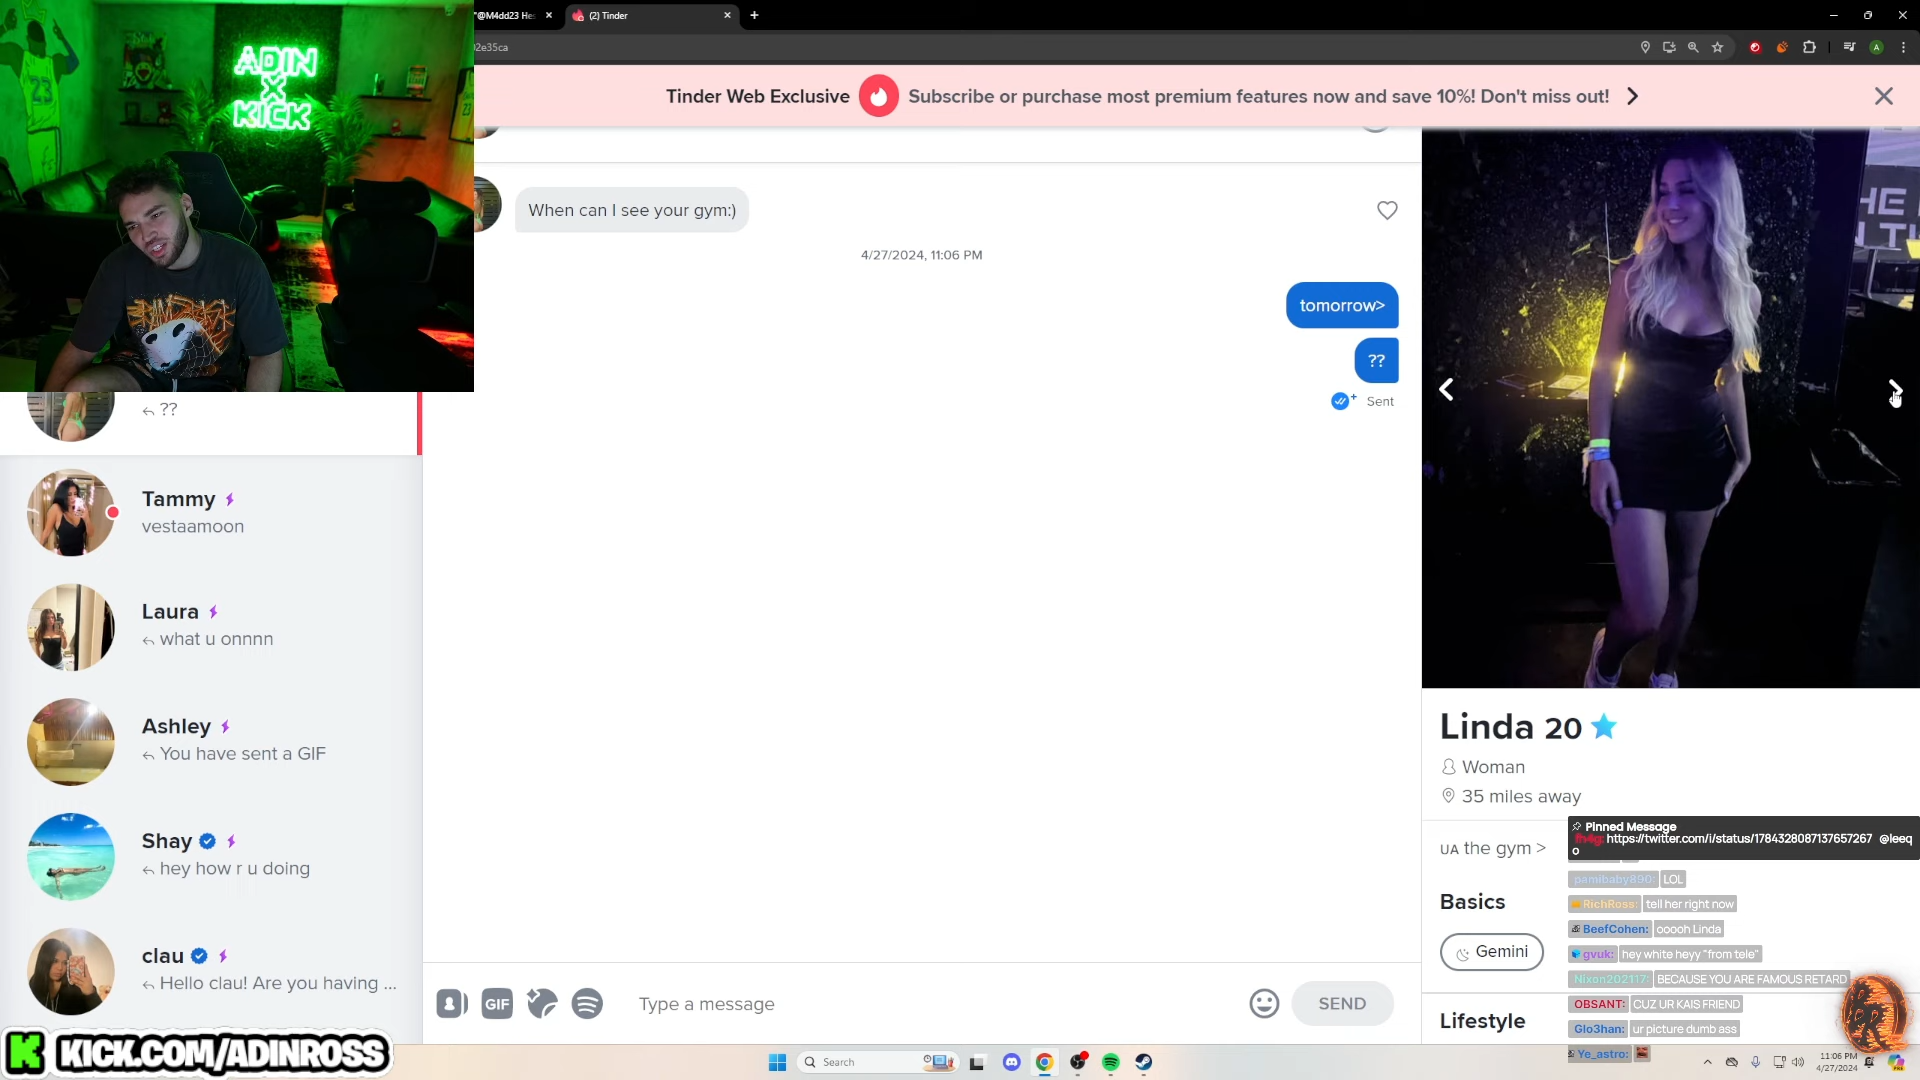 "@M4dd23 Hes
(2) Tinder
2e35ca
Tinder Web Exclusive Subscribe or purchase most premium features now and save 10%! Don't miss out!
ADIN
X
KICK
23
When can I see your gym:)
4/27/2024, 11:06 PM
tomorrow>
??
Sent
??
Tammy
vestaamoon
Laura
what u onnnn
Ashley
You have sent a GIF
Shay
hey how r u doing
clau
Hello clau! Are you having ...
GIF
Type a message
SEND
Linda 20
Woman
35 miles away
UA the gym >
Basics
Gemini
Lifestyle
Pinned Message
fh4g: https://twitter.com/i/status/1784328087137657267 @leeq
o
pamibaby890: LOL
RichRoss: tell her right now
BeefCohen: ooooh Linda
gvuk: hey white heyy "from tele"
Nixon202117: BECAUSE YOU ARE FAMOUS RETARD
OBSANT: CUZ UR KAIS FRIEND
Glo3han: ur picture dumb ass
Ye_astro:
K KICK.COM/ADINROSS
Search
11:06 PM
4/27/2024